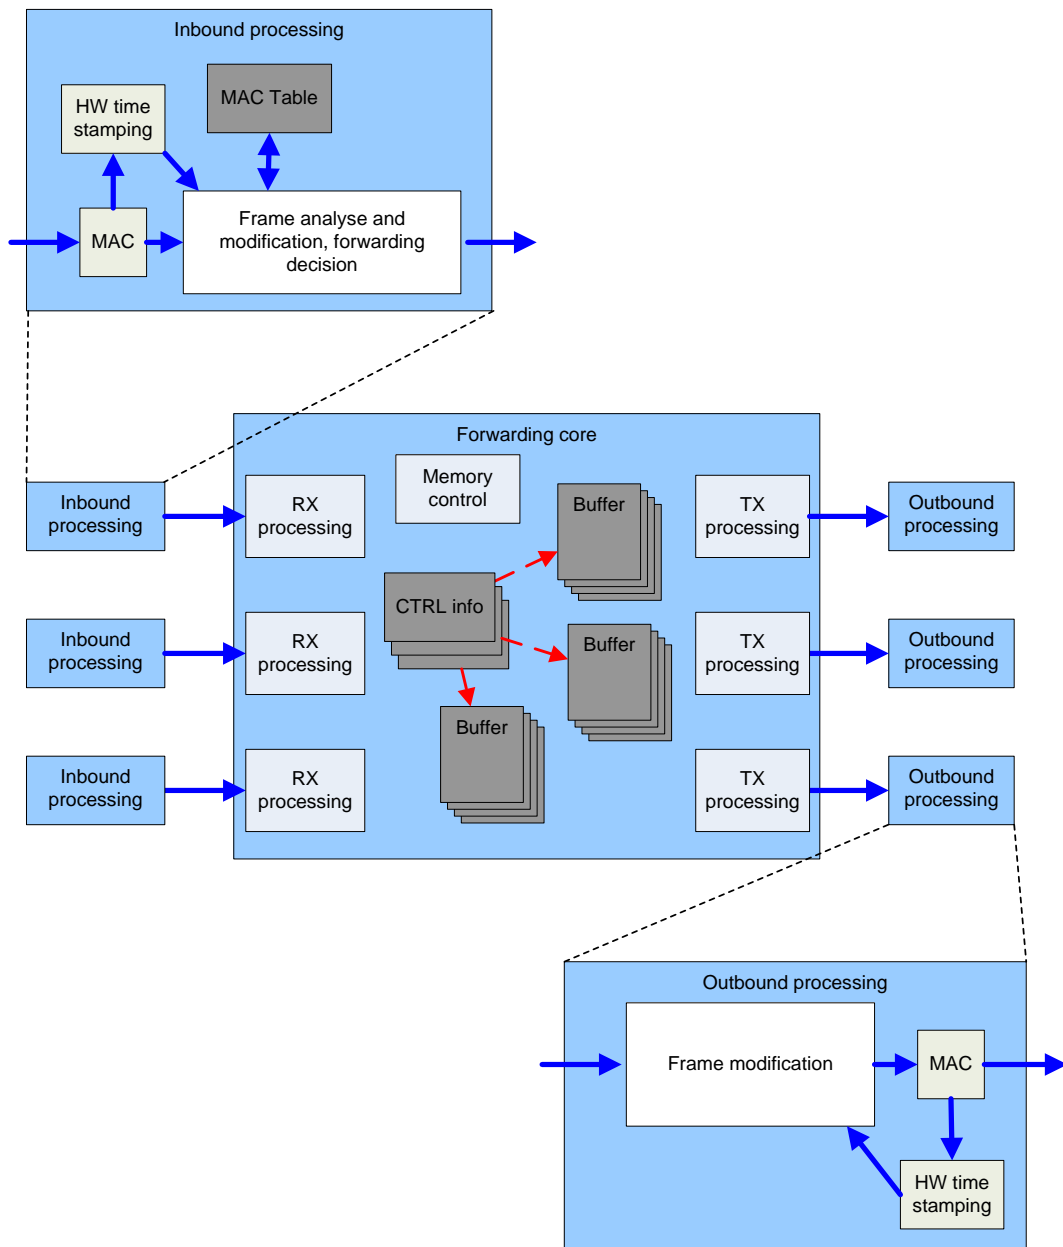 Inbound processing
HW time
stamping
MAC Table
MAC
Frame analyse and
modification, forwarding
decision
Forwarding core
Inbound
processing
RX
processing
Memory
control
Buffer
TX
processing
Outbound
processing
CTRL info
Inbound
processing
RX
processing
Buffer
TX
processing
Outbound
processing
Inbound
processing
RX
processing
Buffer
TX
processing
Outbound
processing
Outbound processing
Frame modification
MAC
HW time
stamping